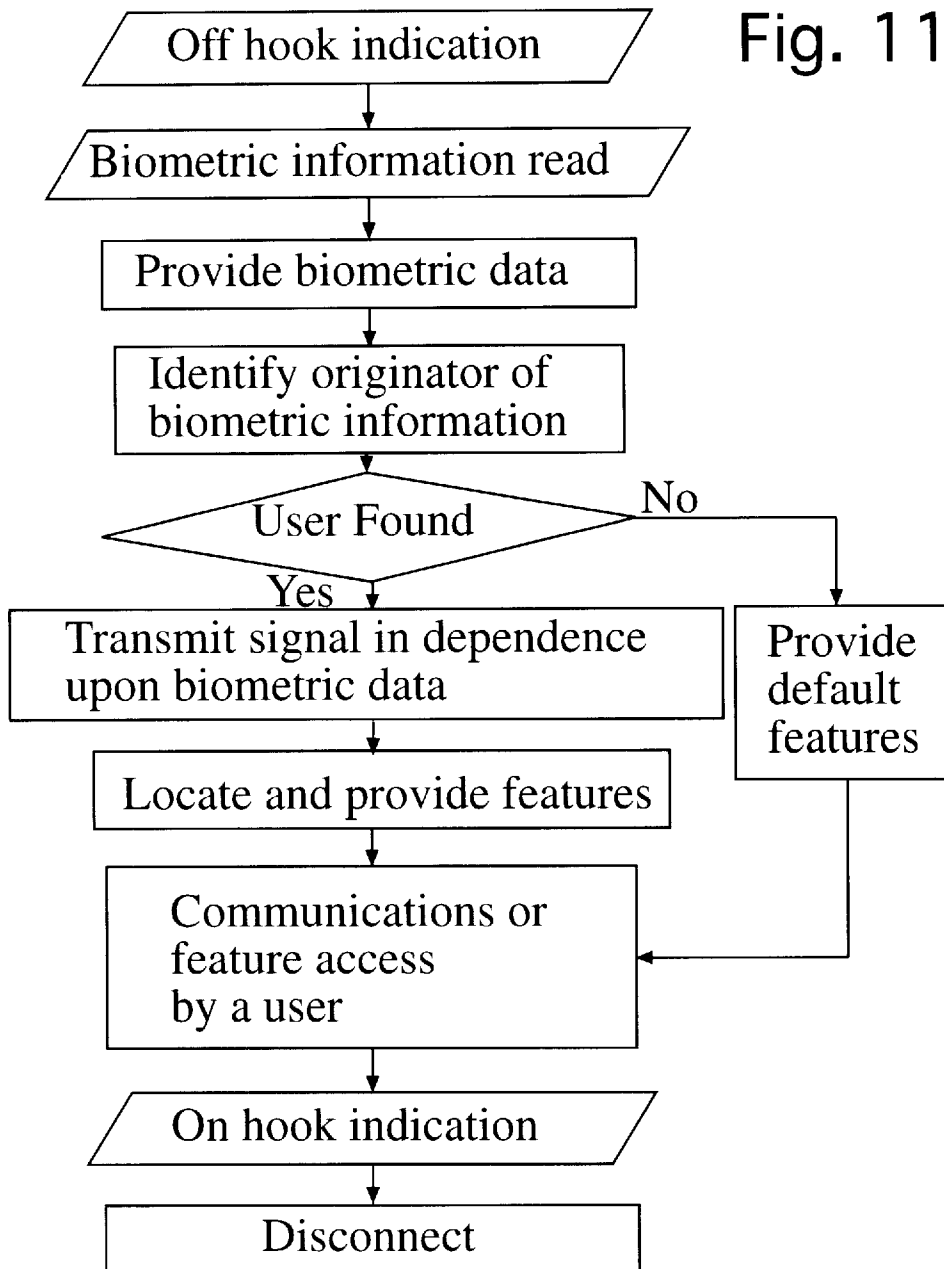 Fig. 11
Off hook indication
Biometric information read
Provide biometric data
Identify originator of
biometric information
User Found
No
Yes
Transmit signal in dependence
upon biometric data
Provide
default
features
Locate and provide features
Communications or
feature access
by a user
On hook indication
Disconnect